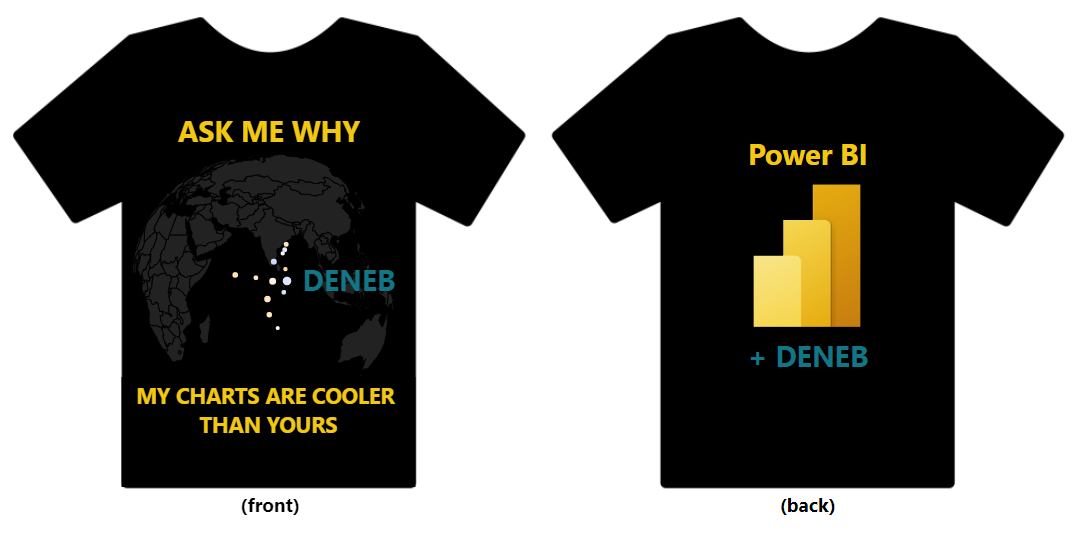 ASK ME WHY
DENEB
MY CHARTS ARE COOLER
THAN YOURS
(front)
Power BI
+ DENEB
(back)